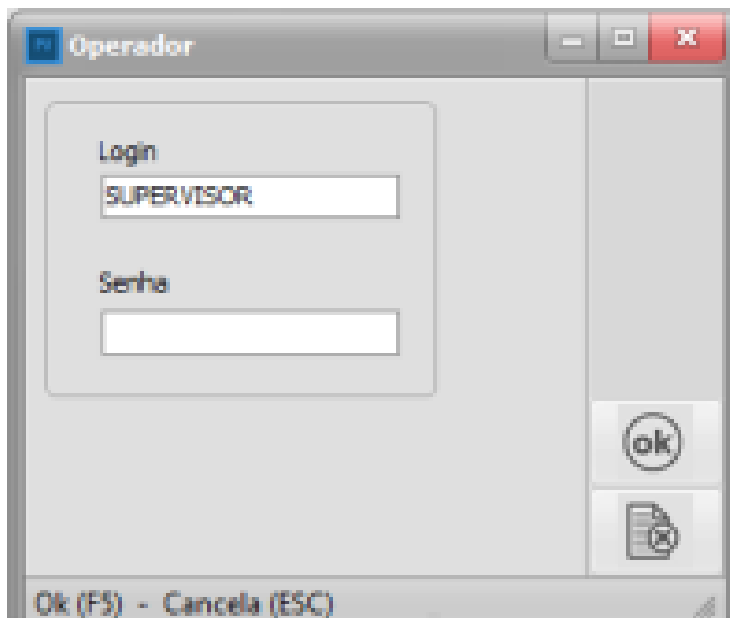 Operador
Login
SUPERVISOR
Senha
ok
Ok (F5) - Cancela (ESC)